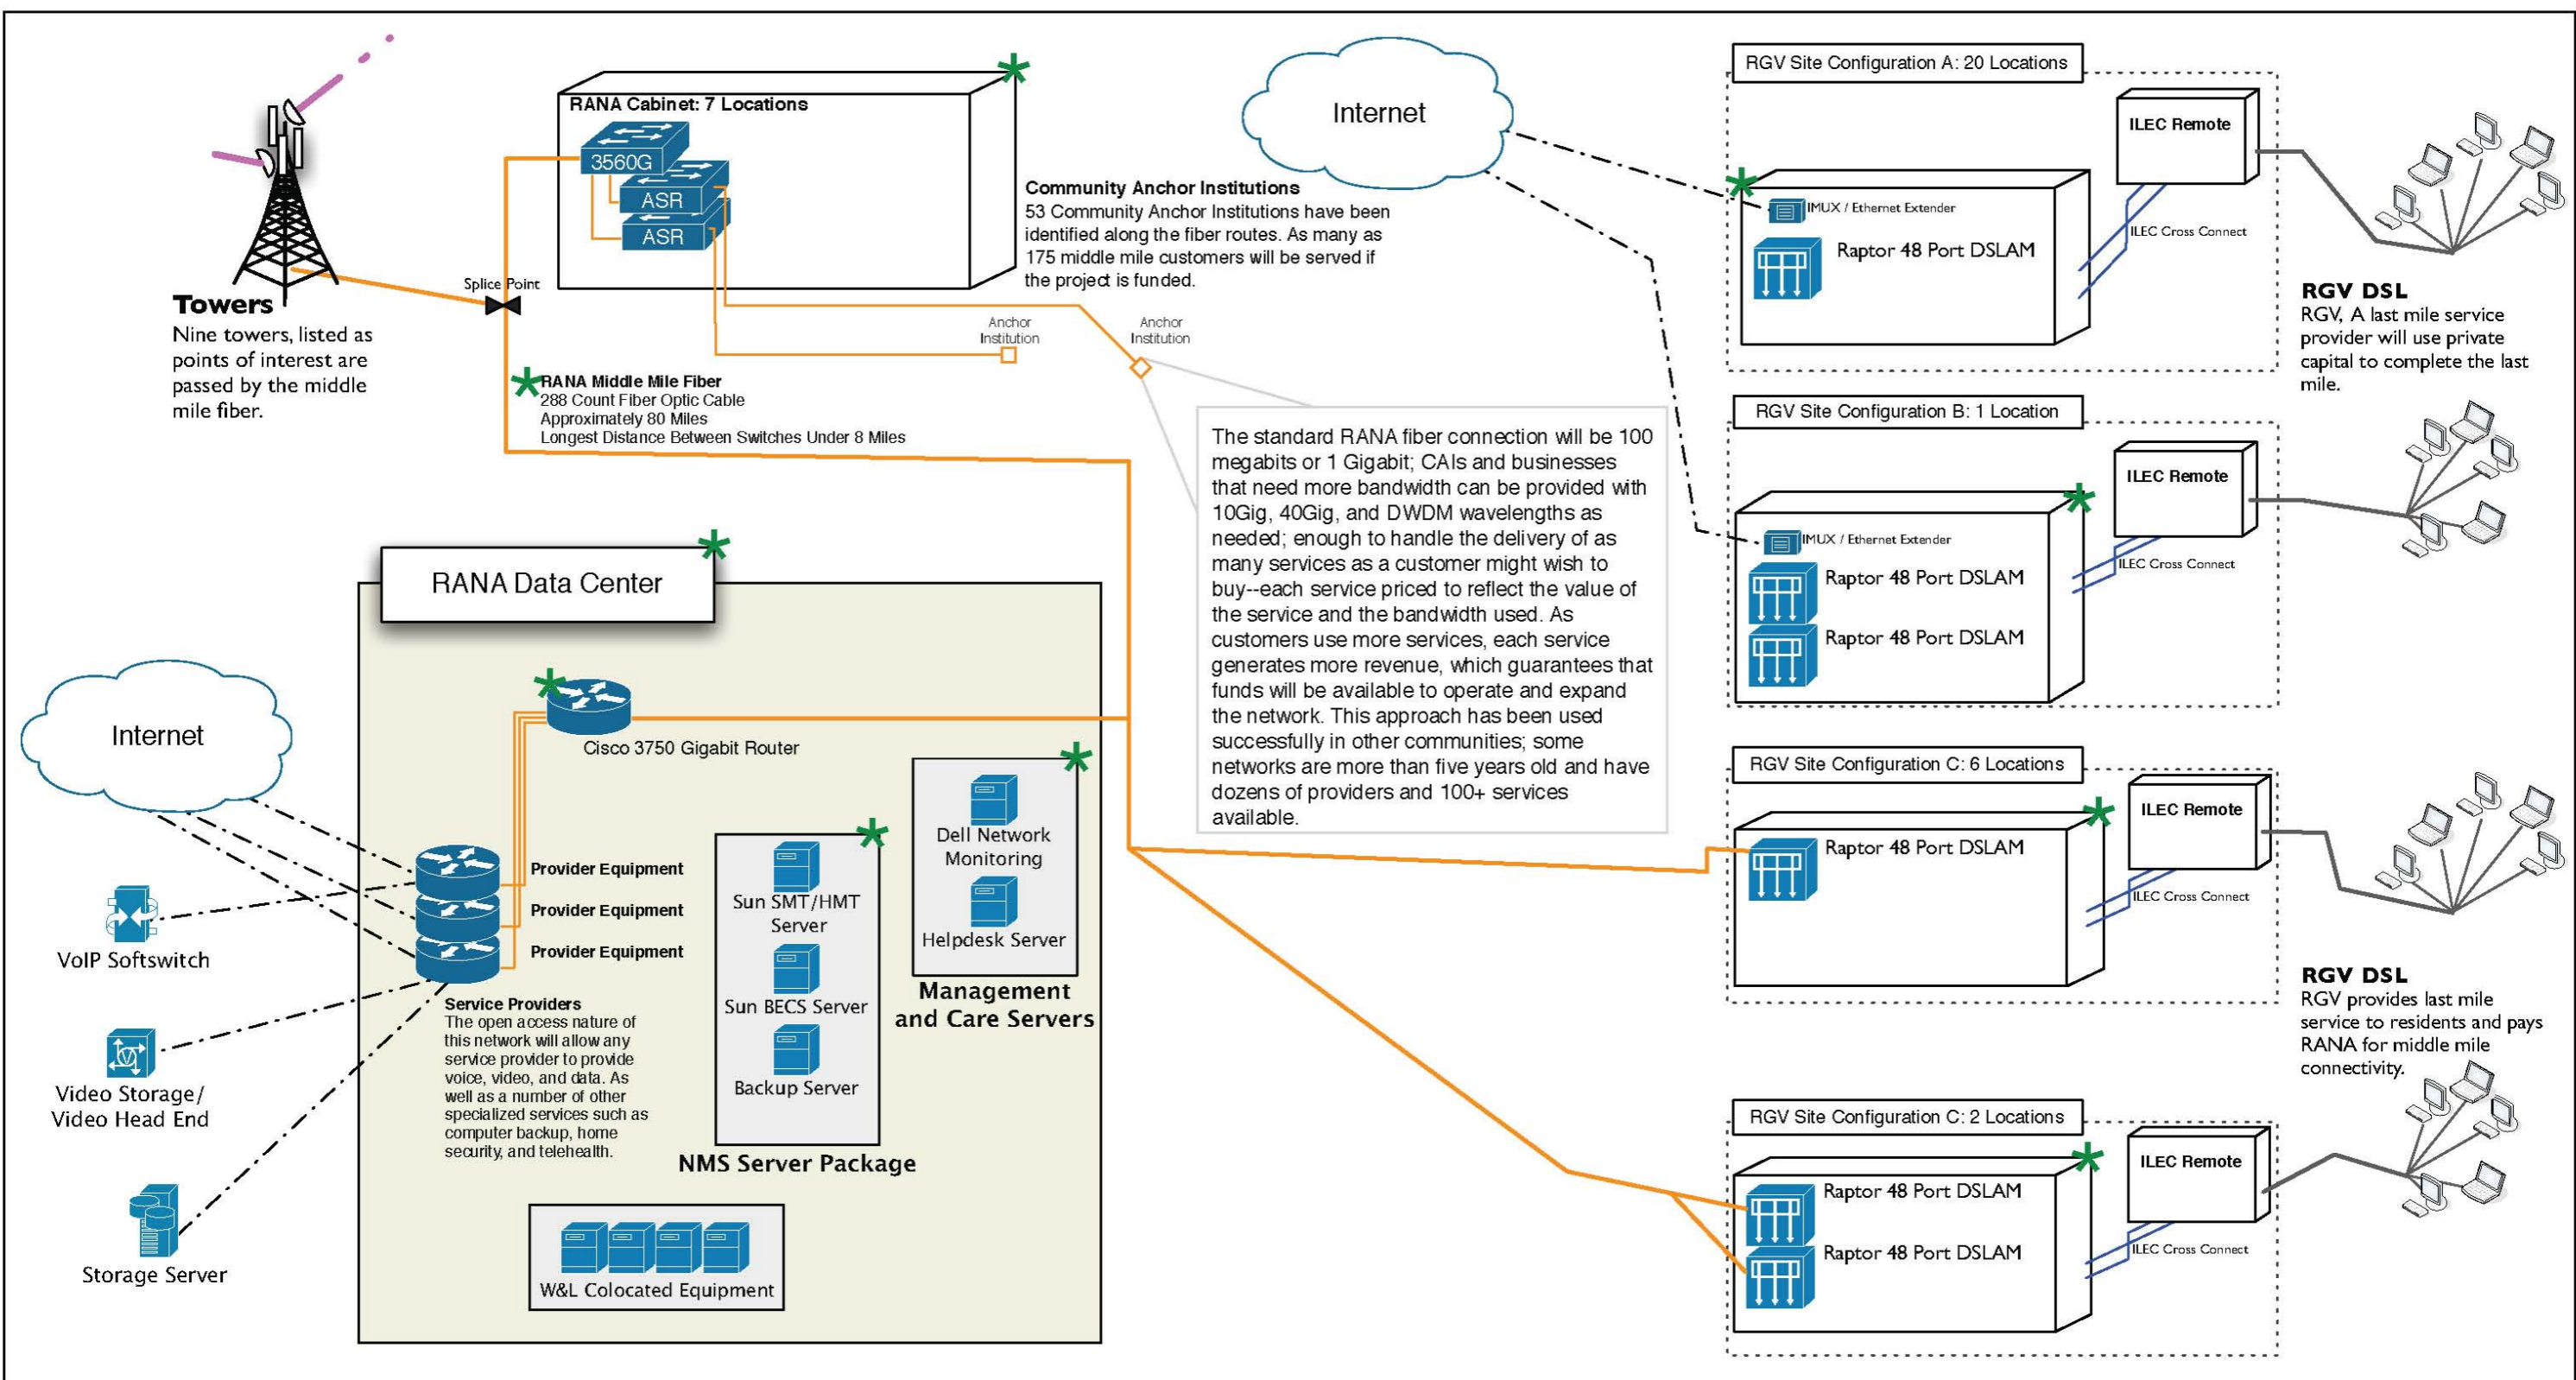 RANA Cabinet: 7 Locations
3560G
ASR
ASR
Splice Point
Towers
Nine towers, listed as
points of interest are
passed by the middle
mile fiber.
Community Anchor Institutions
53 Community Anchor Institutions have been
identified along the fiber routes. As many as
175 middle mile customers will be served if
the project is funded.
Anchor
Institution
Anchor
Institution
RANA Middle Mile Fiber
288 Count Fiber Optic Cable
Approximately 80 Miles
Longest Distance Between Switches Under 8 Miles
Internet
The standard RANA fiber connection will be 100
megabits or 1 Gigabit; CAIs and businesses
that need more bandwidth can be provided with
10Gig, 40Gig, and DWDM wavelengths as
needed; enough to handle the delivery of as
many services as a customer might wish to
buy--each service priced to reflect the value of
the service and the bandwidth used. As
customers use more services, each service
generates more revenue, which guarantees that
funds will be available to operate and expand
the network. This approach has been used
successfully in other communities; some
networks are more than five years old and have
dozens of providers and 100+ services
available.
RANA Data Center
Cisco 3750 Gigabit Router
Internet
VoIP Softswitch
Video Storage/
Video Head End
Storage Server
Provider Equipment
Provider Equipment
Provider Equipment
Service Providers
The open access nature of
this network will allow any
service provider to provide
voice, video, and data. As
well as a number of other
specialized services such as
computer backup, home
security, and telehealth.
Sun SMT/HMT
Server
Sun BECS Server
Backup Server
NMS Server Package
Dell Network
Monitoring
Helpdesk Server
Management
and Care Servers
W&L Colocated Equipment
RGV Site Configuration A: 20 Locations
ILEC Remote
IMUX / Ethernet Extender
Raptor 48 Port DSLAM
ILEC Cross Connect
RGV DSL
RGV, A last mile service
provider will use private
capital to complete the last
mile.
RGV Site Configuration B: 1 Location
ILEC Remote
IMUX / Ethernet Extender
Raptor 48 Port DSLAM
Raptor 48 Port DSLAM
ILEC Cross Connect
RGV Site Configuration C: 6 Locations
ILEC Remote
Raptor 48 Port DSLAM
ILEC Cross Connect
RGV DSL
RGV provides last mile
service to residents and pays
RANA for middle mile
connectivity.
RGV Site Configuration C: 2 Locations
ILEC Remote
Raptor 48 Port DSLAM
Raptor 48 Port DSLAM
ILEC Cross Connect